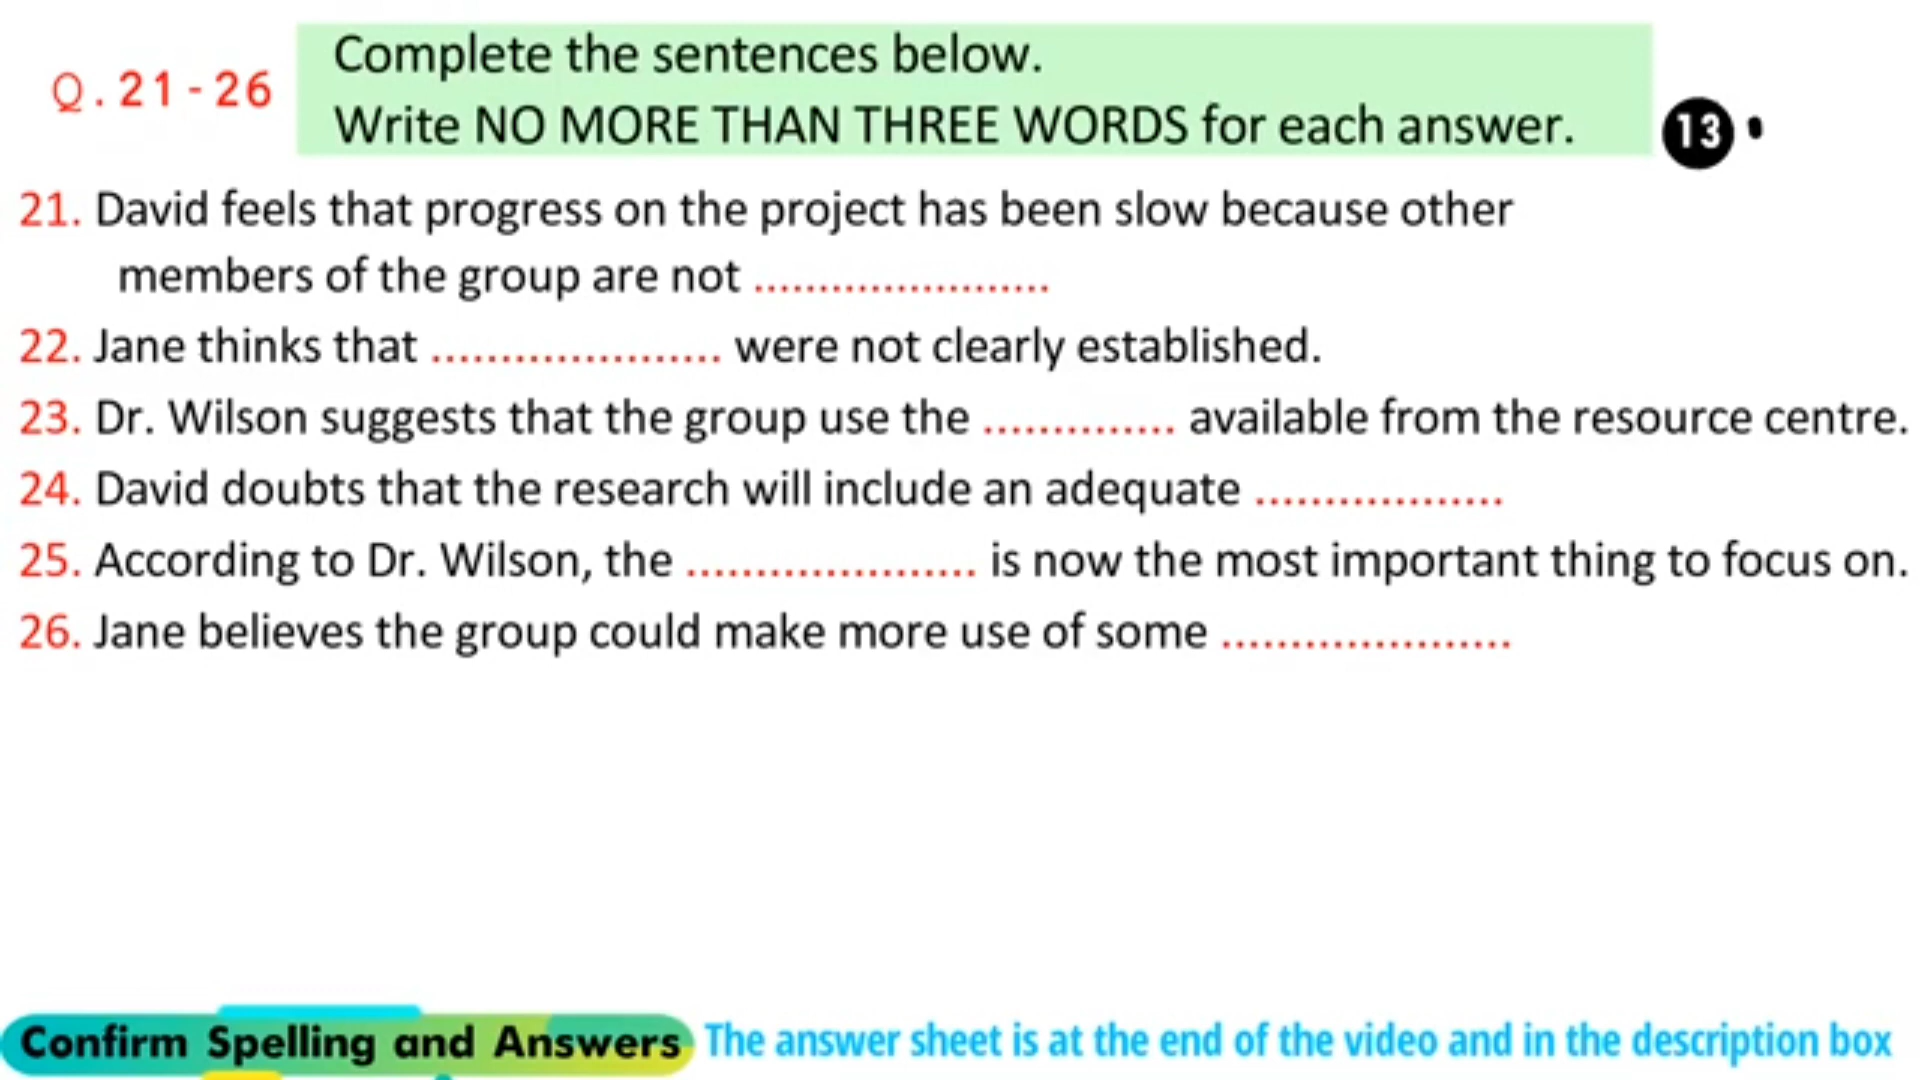 Q.21-26
Complete the sentences below.
Write NO MORE THAN THREE WORDS for each answer.
13
21. David feels that progress on the project has been slow because other
members of the group are not .......................
22. Jane thinks that ...................... were not clearly established.
23. Dr. Wilson suggests that the group use the .............. available from the resource centre.
24. David doubts that the research will include an adequate ..................
25. According to Dr. Wilson, the ..................... is now the most important thing to focus on.
26. Jane believes the group could make more use of some .....................
Confirm Spelling and Answers
The answer sheet is at the end of the video and in the description box